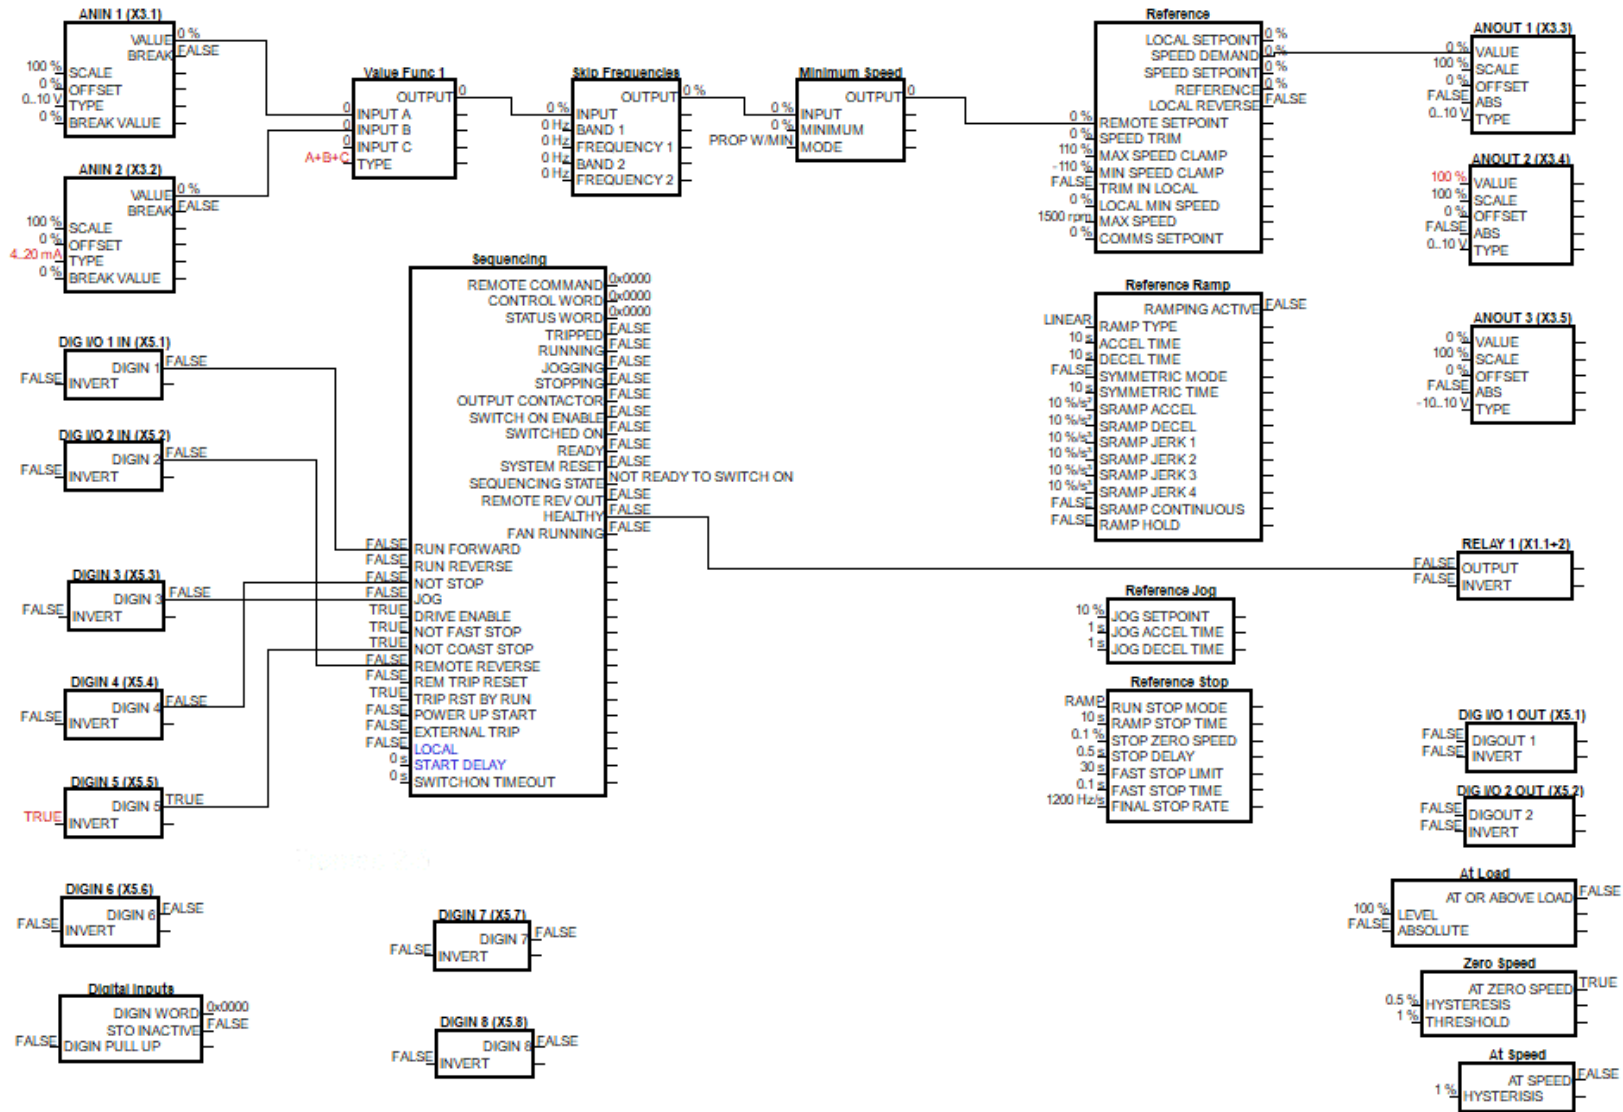 ANIN 1 (X3.1)
VALUE 0 %
BREAK FALSE
100 % SCALE
0 % OFFSET
0..10 V TYPE
0 % BREAK VALUE
ANIN 2 (X3.2)
VALUE 0 %
BREAK FALSE
100 % SCALE
0 % OFFSET
4..20 mA TYPE
0 % BREAK VALUE
Value Func 1
OUTPUT 0
0 INPUT A
0 INPUT B
0 INPUT C
A+B+C TYPE
Skip Frequencies
OUTPUT 0 %
0 % INPUT
0 Hz BAND 1
0 Hz FREQUENCY 1
0 Hz BAND 2
0 Hz FREQUENCY 2
Minimum Speed
OUTPUT 0
0 % INPUT
0 % MINIMUM
PROP W/MIN MODE
Reference
LOCAL SETPOINT 0 %
SPEED DEMAND 0 %
SPEED SETPOINT 0 %
REFERENCE 0 %
LOCAL REVERSE FALSE
0 % REMOTE SETPOINT
0 % SPEED TRIM
110 % MAX SPEED CLAMP
-110 % MIN SPEED CLAMP
FALSE TRIM IN LOCAL
0 % LOCAL MIN SPEED
1500 rpm MAX SPEED
0 % COMMS SETPOINT
ANOUT 1 (X3.3)
0 % VALUE
100 % SCALE
0 % OFFSET
FALSE ABS
0..10 V TYPE
ANOUT 2 (X3.4)
100 % VALUE
100 % SCALE
0 % OFFSET
FALSE ABS
0..10 V TYPE
ANOUT 3 (X3.5)
0 % VALUE
100 % SCALE
0 % OFFSET
FALSE ABS
-10..10 V TYPE
DIG I/O 1 IN (X5.1)
DIGIN 1 FALSE
FALSE INVERT
DIG I/O 2 IN (X5.2)
DIGIN 2 FALSE
FALSE INVERT
DIGIN 3 (X5.3)
DIGIN 3 FALSE
FALSE INVERT
DIGIN 4 (X5.4)
DIGIN 4 FALSE
FALSE INVERT
DIGIN 5 (X5.5)
DIGIN 5 TRUE
TRUE INVERT
DIGIN 6 (X5.6)
DIGIN 6 FALSE
FALSE INVERT
Digital Inputs
DIGIN WORD 0x0000
STO INACTIVE FALSE
FALSE DIGIN PULL UP
DIGIN 7 (X5.7)
DIGIN 7 FALSE
FALSE INVERT
DIGIN 8 (X5.8)
DIGIN 8 FALSE
FALSE INVERT
Sequencing
REMOTE COMMAND 0x0000
CONTROL WORD 0x0000
STATUS WORD 0x0000
TRIPPED FALSE
RUNNING FALSE
JOGGING FALSE
STOPPING FALSE
OUTPUT CONTACTOR FALSE
SWITCH ON ENABLE FALSE
SWITCHED ON FALSE
READY FALSE
SYSTEM RESET FALSE
SEQUENCING STATE NOT READY TO SWITCH ON
REMOTE REV OUT FALSE
HEALTHY FALSE
FAN RUNNING FALSE
FALSE RUN FORWARD
FALSE RUN REVERSE
FALSE NOT STOP
FALSE JOG
TRUE DRIVE ENABLE
TRUE NOT FAST STOP
TRUE NOT COAST STOP
FALSE REMOTE REVERSE
FALSE REM TRIP RESET
TRUE TRIP RST BY RUN
FALSE POWER UP START
FALSE EXTERNAL TRIP
FALSE LOCAL
0 s START DELAY
0 s SWITCHON TIMEOUT
Reference Ramp
RAMPING ACTIVE FALSE
LINEAR RAMP TYPE
10 s ACCEL TIME
10 s DECEL TIME
FALSE SYMMETRIC MODE
10 s SYMMETRIC TIME
10 %/s² SRAMP ACCEL
10 %/s² SRAMP DECEL
10 %/s³ SRAMP JERK 1
10 %/s³ SRAMP JERK 2
10 %/s³ SRAMP JERK 3
10 %/s³ SRAMP JERK 4
FALSE SRAMP CONTINUOUS
FALSE RAMP HOLD
RELAY 1 (X1.1+2)
FALSE OUTPUT
FALSE INVERT
Reference Jog
10 % JOG SETPOINT
1 s JOG ACCEL TIME
1 s JOG DECEL TIME
Reference Stop
RAMP RUN STOP MODE
10 s RAMP STOP TIME
0.1 % STOP ZERO SPEED
0.5 s STOP DELAY
30 s FAST STOP LIMIT
0.1 s FAST STOP TIME
1200 Hz/s FINAL STOP RATE
DIG I/O 1 OUT (X5.1)
FALSE DIGOUT 1
FALSE INVERT
DIG I/O 2 OUT (X5.2)
FALSE DIGOUT 2
FALSE INVERT
At Load
AT OR ABOVE LOAD FALSE
100 % LEVEL
FALSE ABSOLUTE
Zero Speed
AT ZERO SPEED TRUE
0.5 % HYSTERESIS
1 % THRESHOLD
At Speed
AT SPEED FALSE
1 % HYSTERISIS